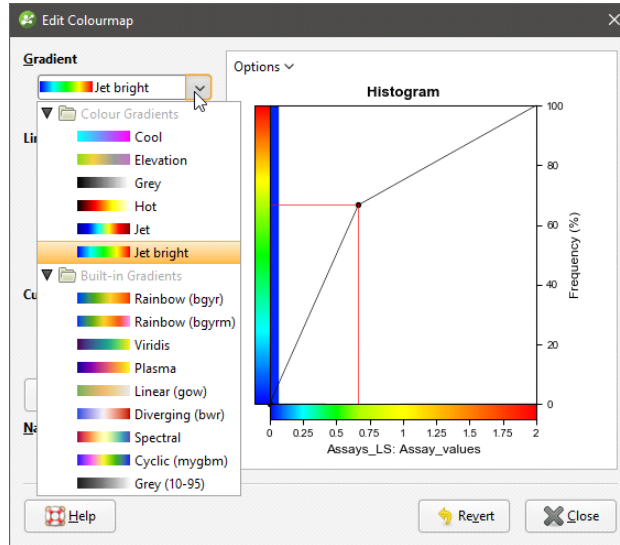 Edit Colourmap
Gradient
Jet bright
Colour Gradients
Cool
Elevation
Grey
Hot
Jet
Jet bright
Built-in Gradients
Rainbow (bgyr)
Rainbow (bgyrm)
Viridis
Plasma
Linear (gow)
Diverging (bwr)
Spectral
Cyclic (mygbm)
Grey (10-95)
Li
Cu
Na
Options
Histogram
100
80
60
40
20
0
Frequency (%)
0 0.25 0.5 0.75 1 1.25 1.5 1.75 2
Assays_LS: Assay_values
Help
Revert
Close